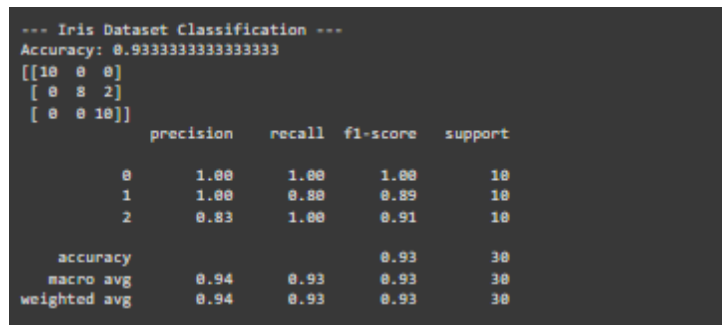 --- Iris Dataset Classification ---
Accuracy: 0.9333333333333333
[[10  0  0]
 [ 0  8  2]
 [ 0  0 10]]
              precision    recall  f1-score   support

           0       1.00      1.00      1.00        10
           1       1.00      0.80      0.89        10
           2       0.83      1.00      0.91        10

    accuracy                           0.93        30
   macro avg       0.94      0.93      0.93        30
weighted avg       0.94      0.93      0.93        30